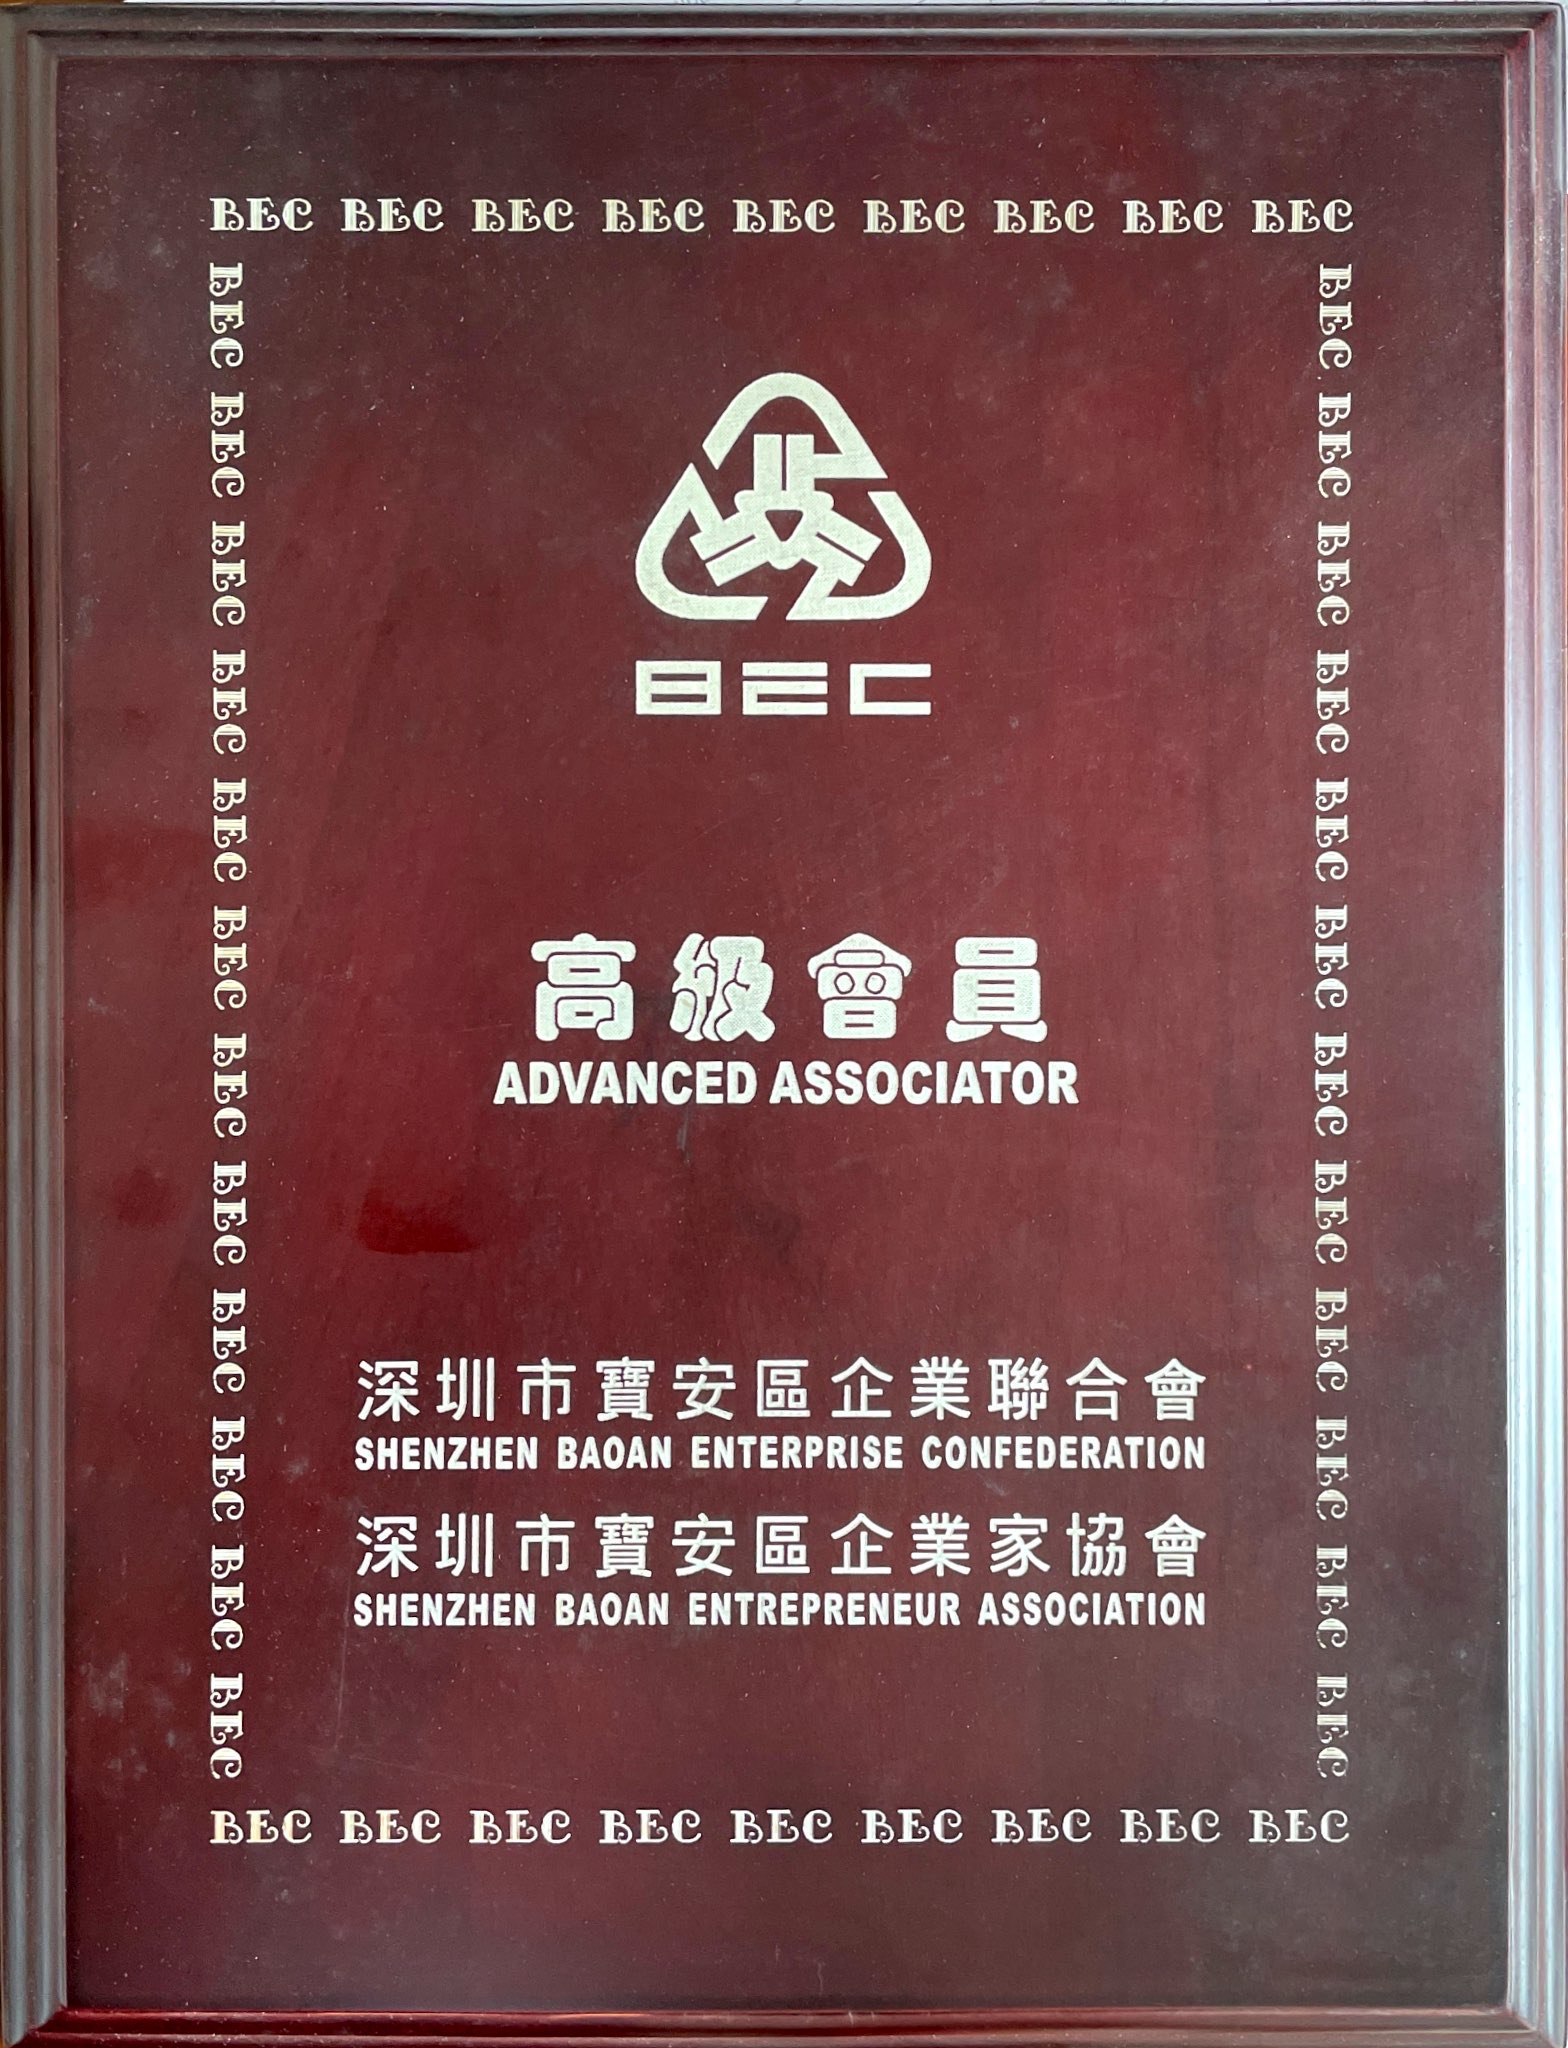 BEC BEC BEC BEC BEC BEC BEC BEC BEC
BEC BEC BEC BEC BEC BEC BEC BEC BEC BEC BEC BEC
BEC BEC BEC BEC BEC BEC BEC BEC BEC BEC BEC BEC
BEC
高級會員
ADVANCED ASSOCIATOR
深圳市寶安區企業聯合會
SHENZHEN BAOAN ENTERPRISE CONFEDERATION
深圳市寶安區企業家協會
SHENZHEN BAOAN ENTREPRENEUR ASSOCIATION
BEC BEC BEC BEC BEC BEC BEC BEC BEC